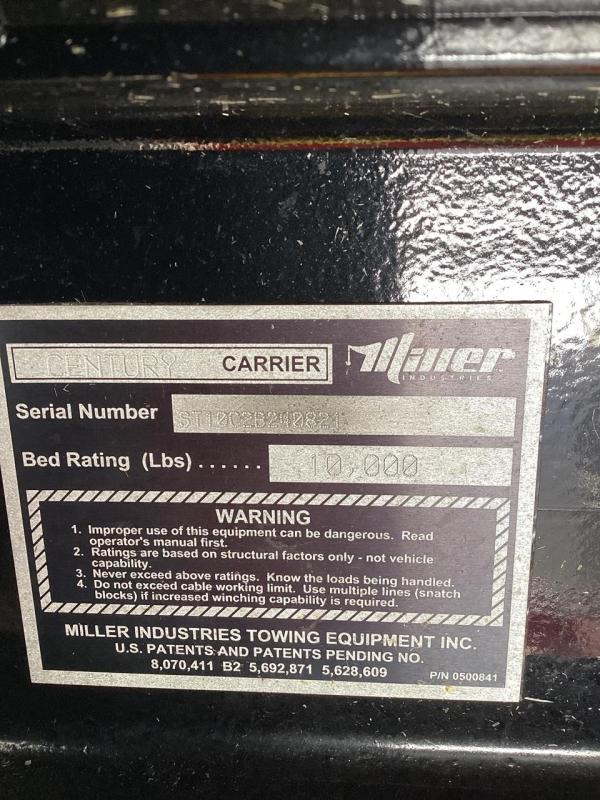 CENTURY CARRIER Miller
INDUSTRIES
Serial Number ST10C2B240821
Bed Rating (Lbs) ...... 10,000
WARNING
1. Improper use of this equipment can be dangerous. Read
operator's manual first.
2. Ratings are based on structural factors only - not vehicle
capability.
3. Never exceed above ratings. Know the loads being handled.
4. Do not exceed cable working limit. Use multiple lines (snatch
blocks) if increased winching capability is required.
MILLER INDUSTRIES TOWING EQUIPMENT INC.
U.S. PATENTS AND PATENTS PENDING NO.
8,070,411 B2 5,692,871 5,628,609
P/N 0500841